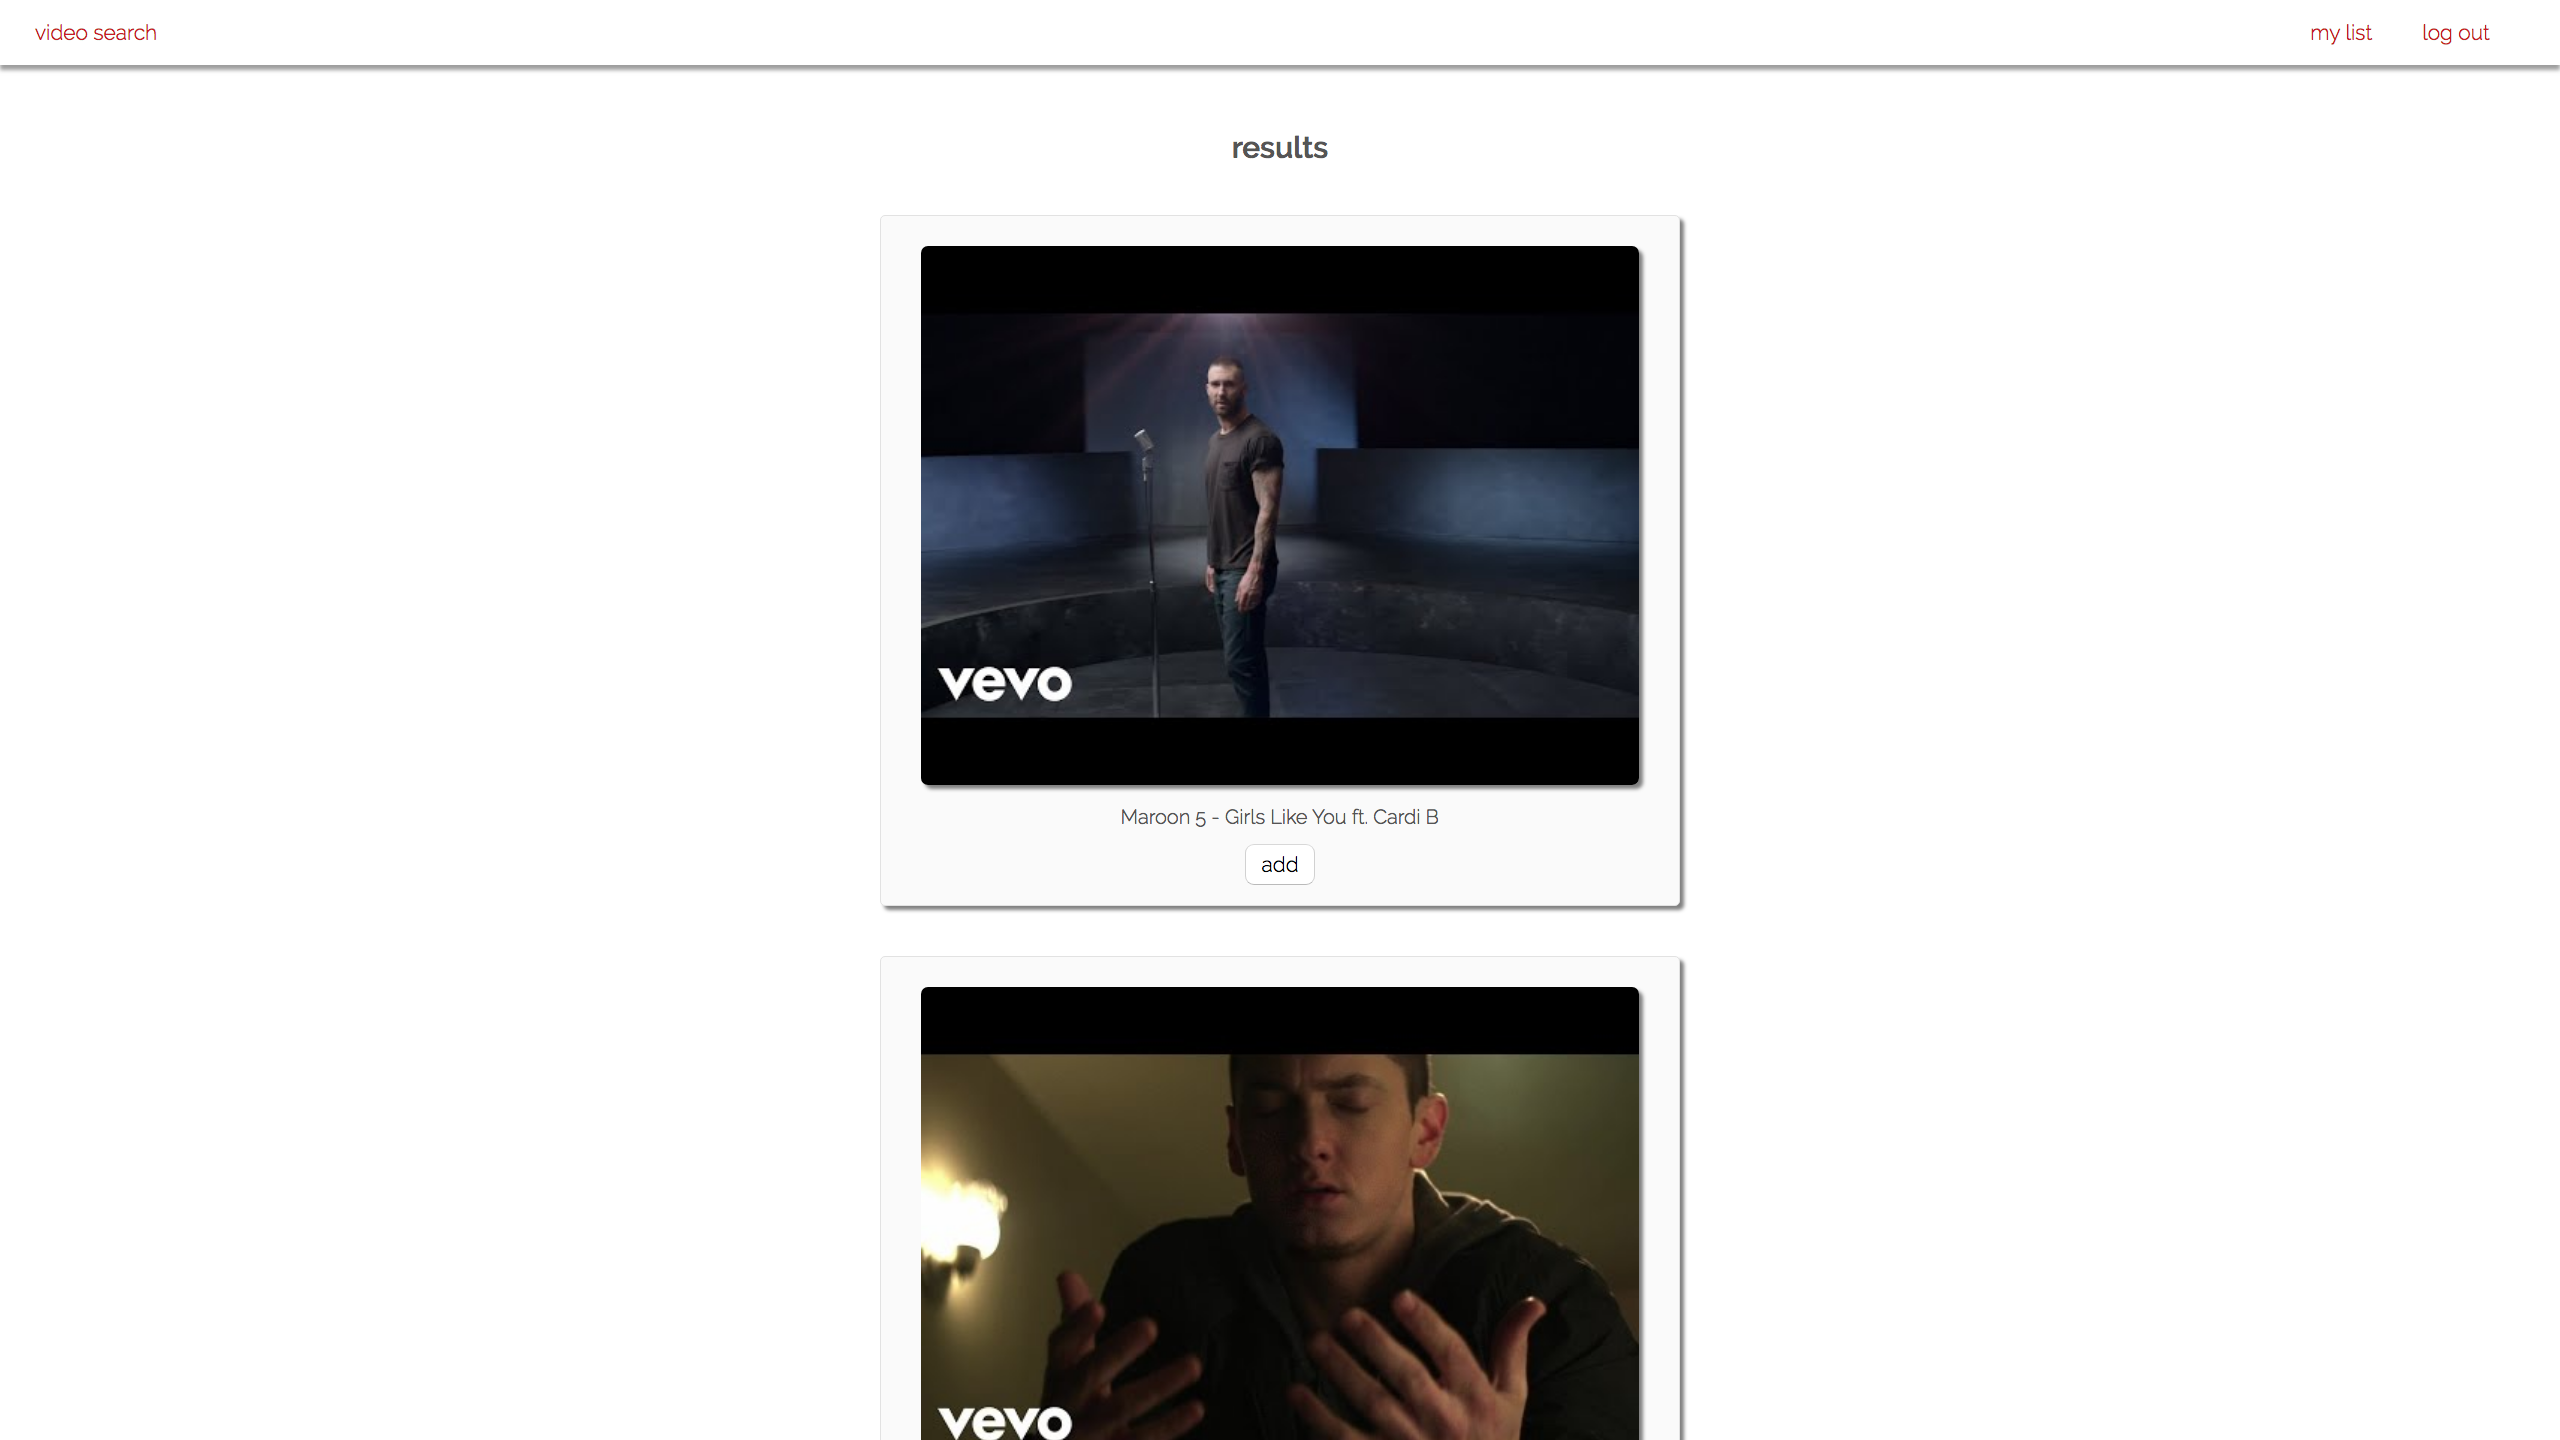 video search
my list
log out
results
vevo
Maroon 5 - Girls Like You ft. Cardi B
add
vevo